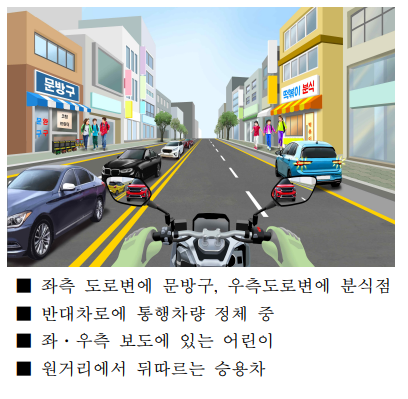 문방구
떡볶이 분식
■ 좌측 도로변에 문방구, 우측도로변에 분식점
■ 반대차로에 통행차량 정체 중
■ 좌·우측 보도에 있는 어린이
■ 원거리에서 뒤따르는 승용차